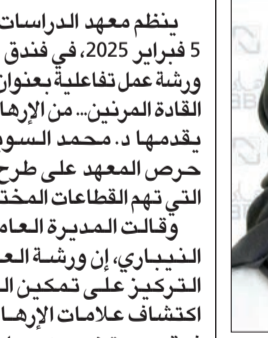 ينظم معهد الدراسات
5 فبراير 2025، في فندق
ورشة عمل تفاعلية بعنوان
القادة المرنين... من الإرها
يقدمها د. محمد السو
حرص المعهد على طرح
التي تهم القطاعات المخت
وقالت المديرة العام
النيباري، إن ورشة الع
التركيز على تمكين ال
اكتشاف علامات الإرهـا